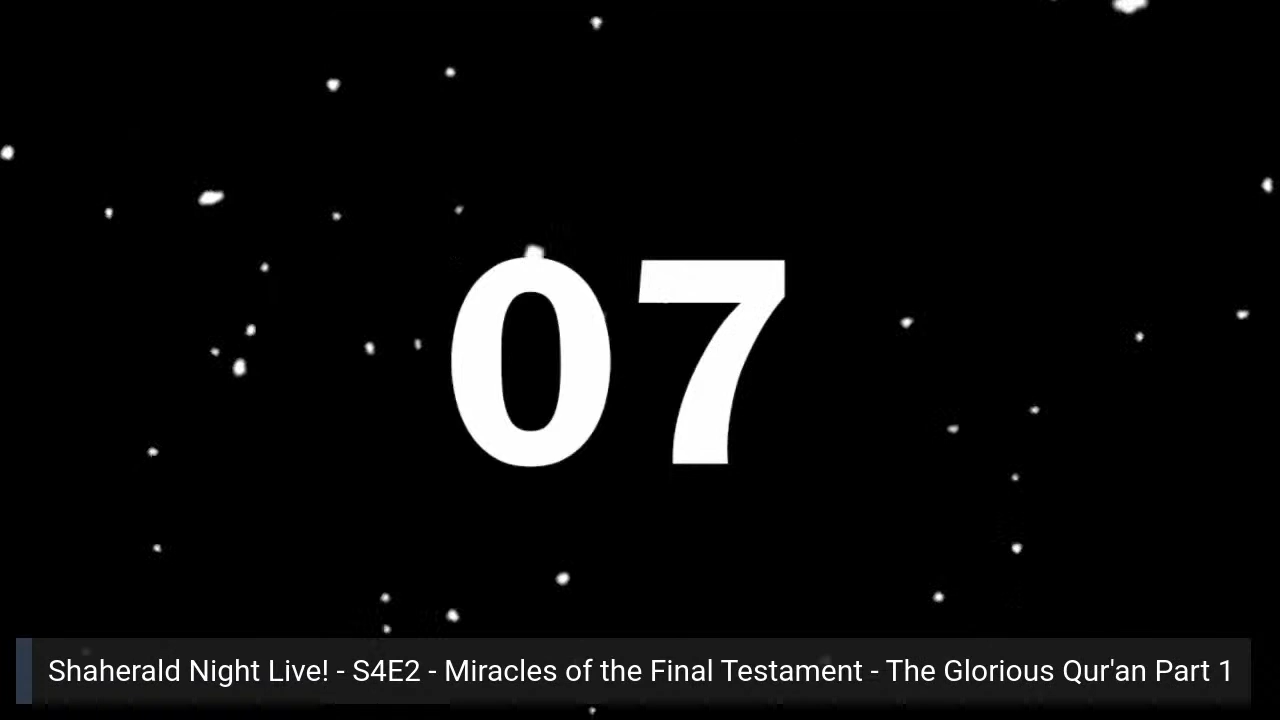 07
Shaherald Night Live! - S4E2 - Miracles of the Final Testament - The Glorious Qur'an Part 1